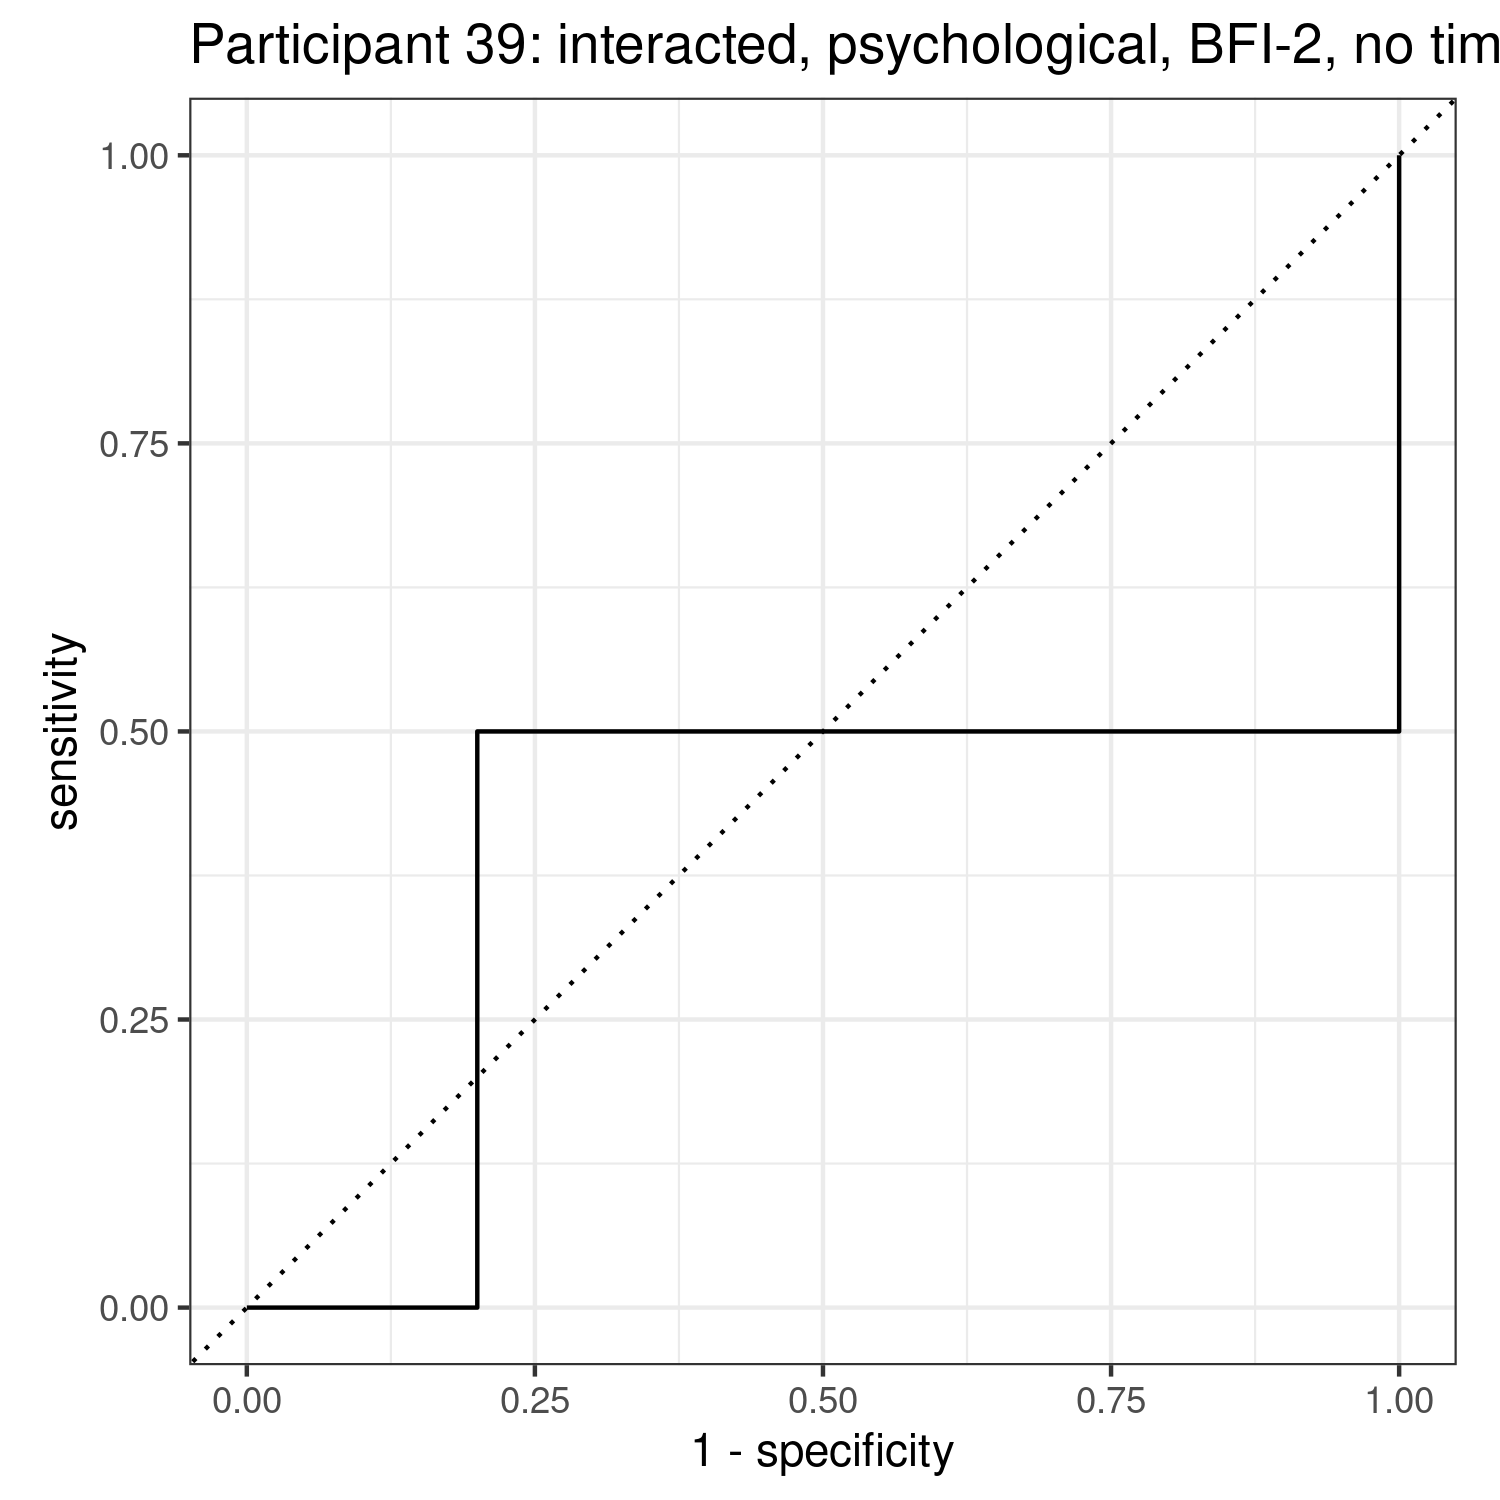 Participant 39: interacted, psychological, BFI-2, no tim
1.00
0.75
0.50
0.25
0.00
sensitivity
0.00 0.25 0.50 0.75 1.00
1 - specificity